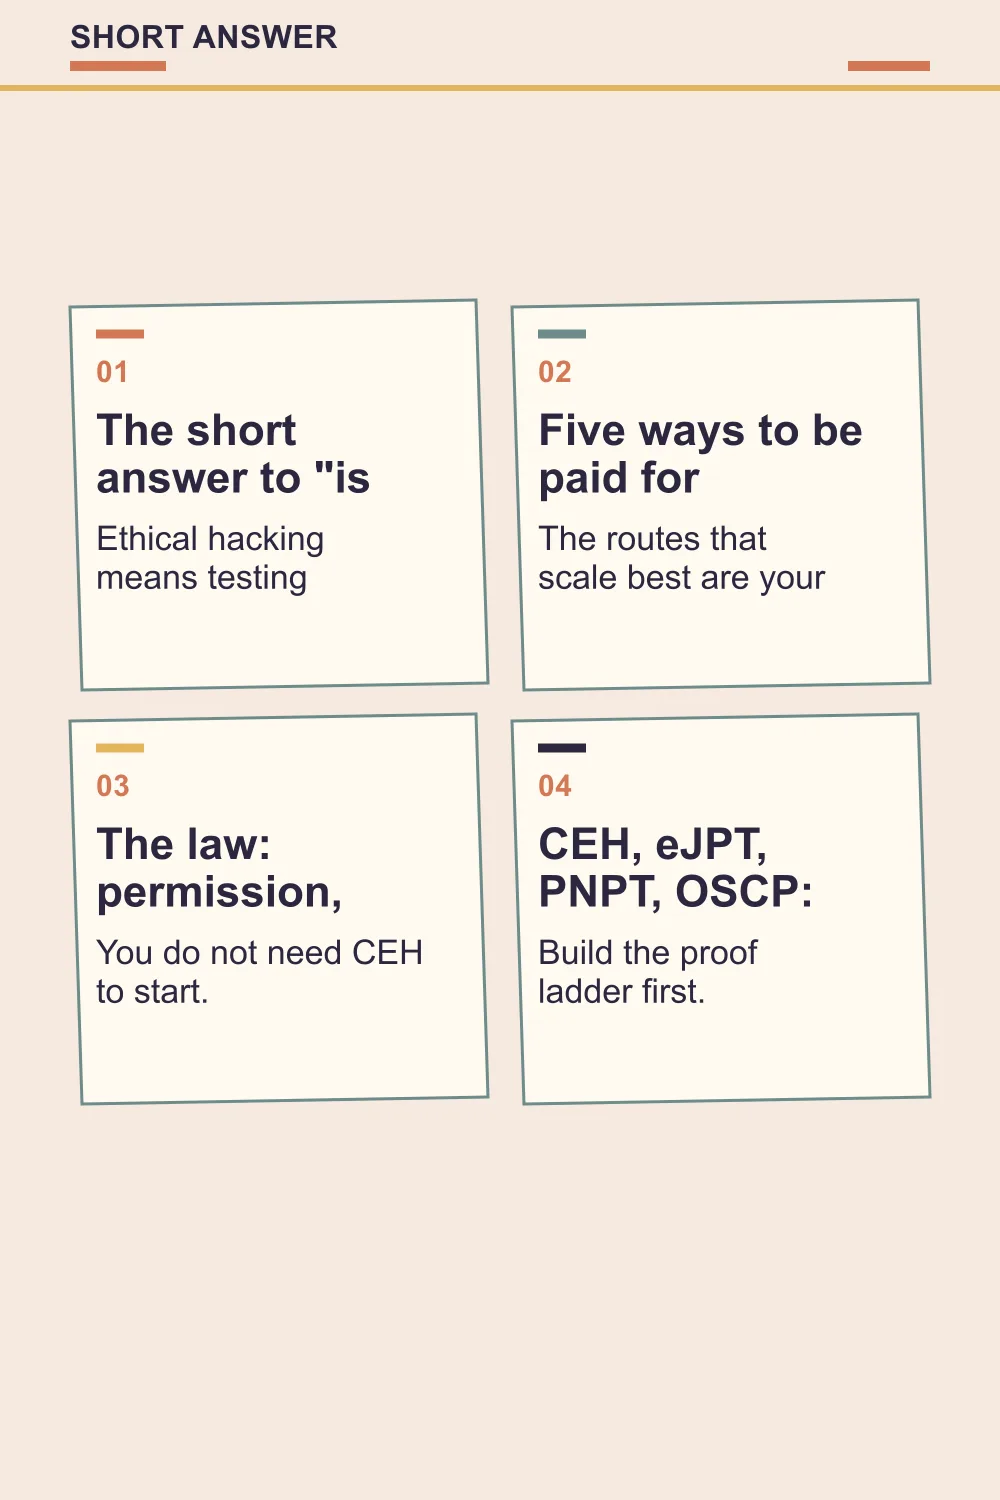 SHORT ANSWER
01
The short
answer to "is
Ethical hacking
means testing
02
Five ways to be
paid for
The routes that
scale best are your
03
The law:
permission,
You do not need CEH
to start.
04
CEH, eJPT,
PNPT, OSCP:
Build the proof
ladder first.